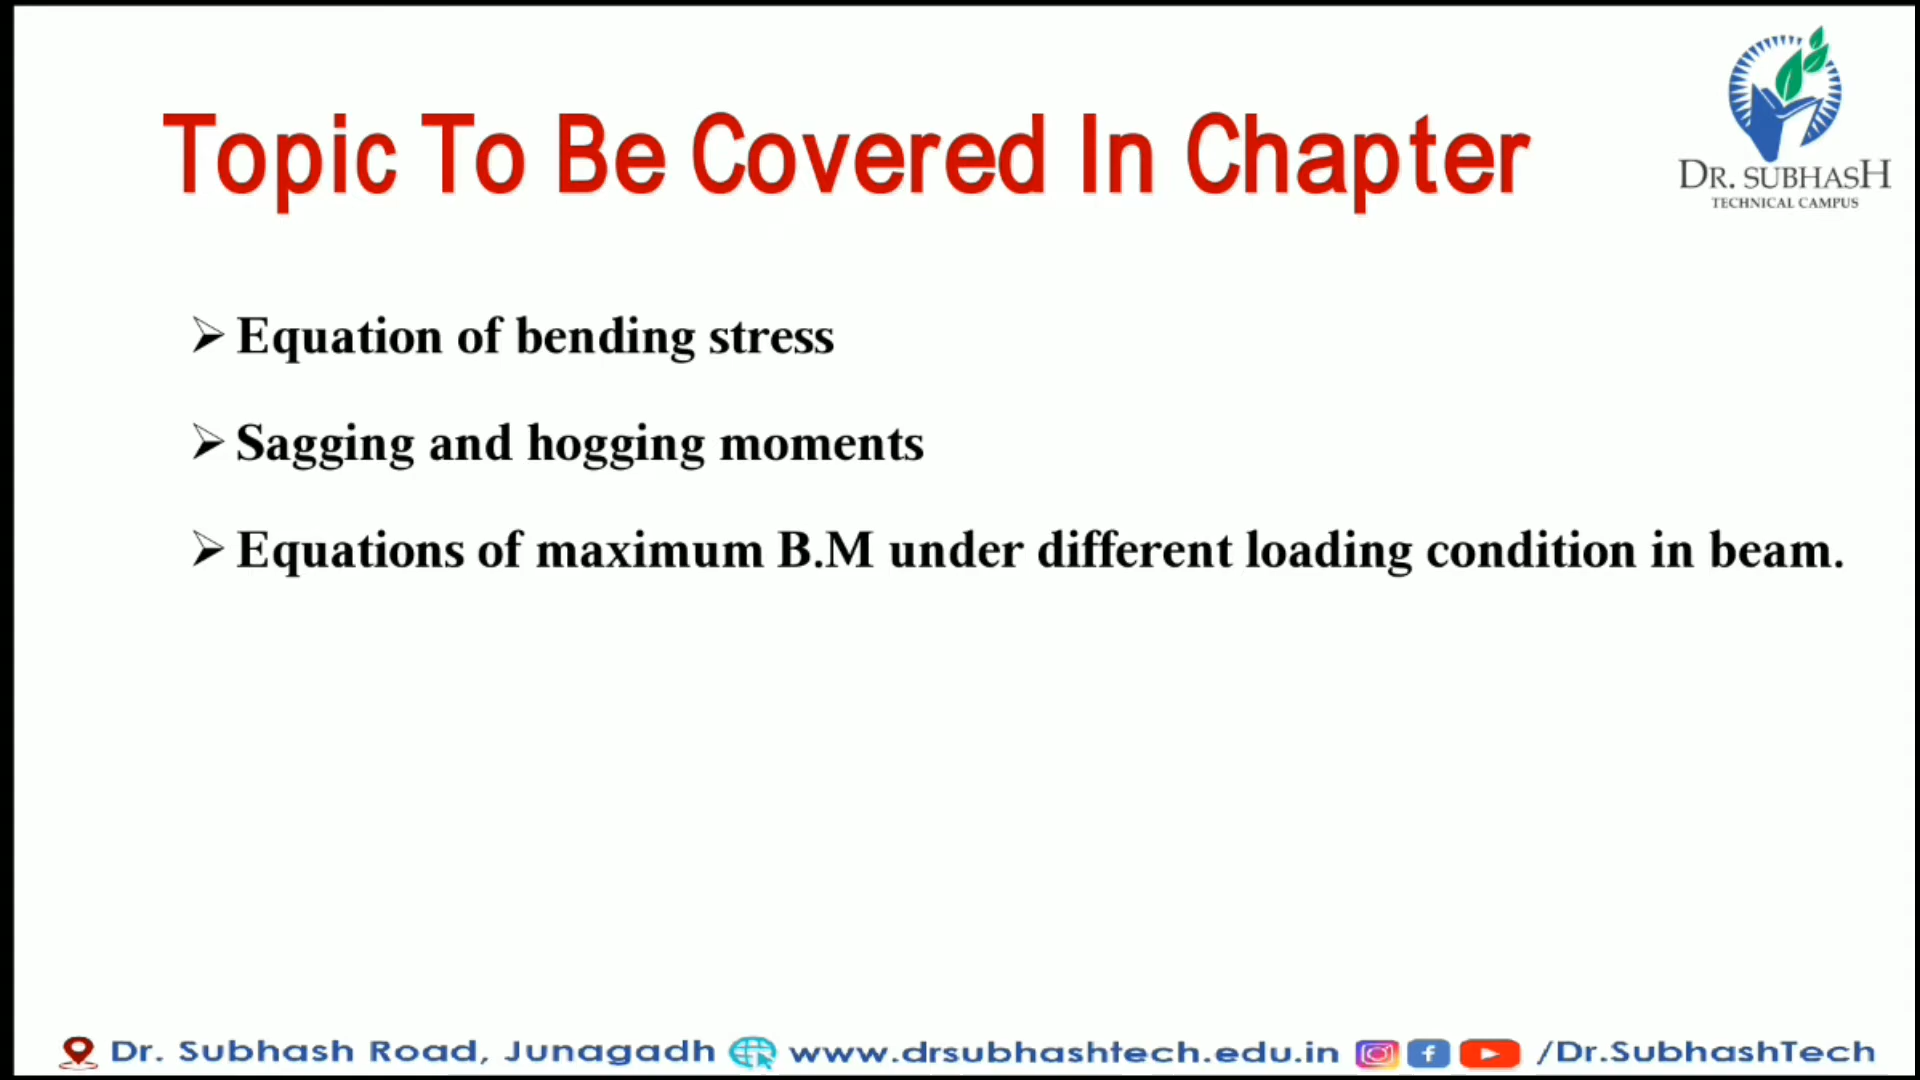 Topic To Be Covered In Chapter
DR. SUBHASH
TECHNICAL CAMPUS
➢ Equation of bending stress
➢ Sagging and hogging moments
➢ Equations of maximum B.M under different loading condition in beam.
Dr. Subhash Road, Junagadh www.drsubhashtech.edu.in /Dr.SubhashTech